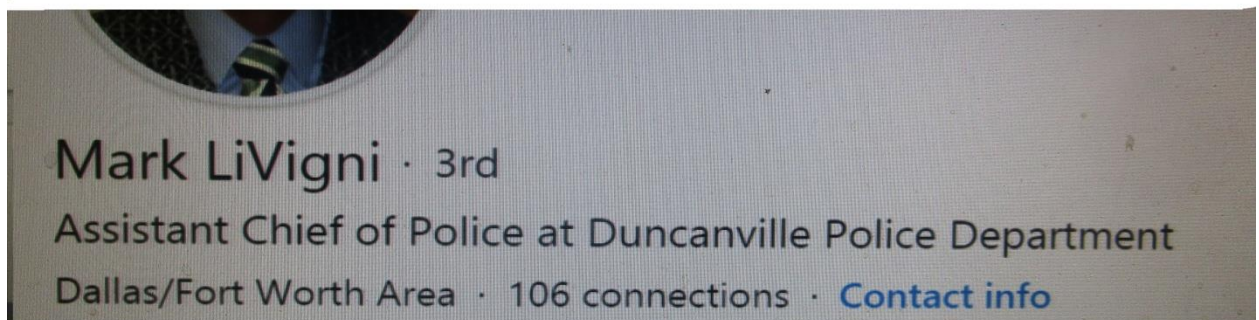 Mark LiVigni · 3rd
Assistant Chief of Police at Duncanville Police Department
Dallas/Fort Worth Area · 106 connections · Contact info